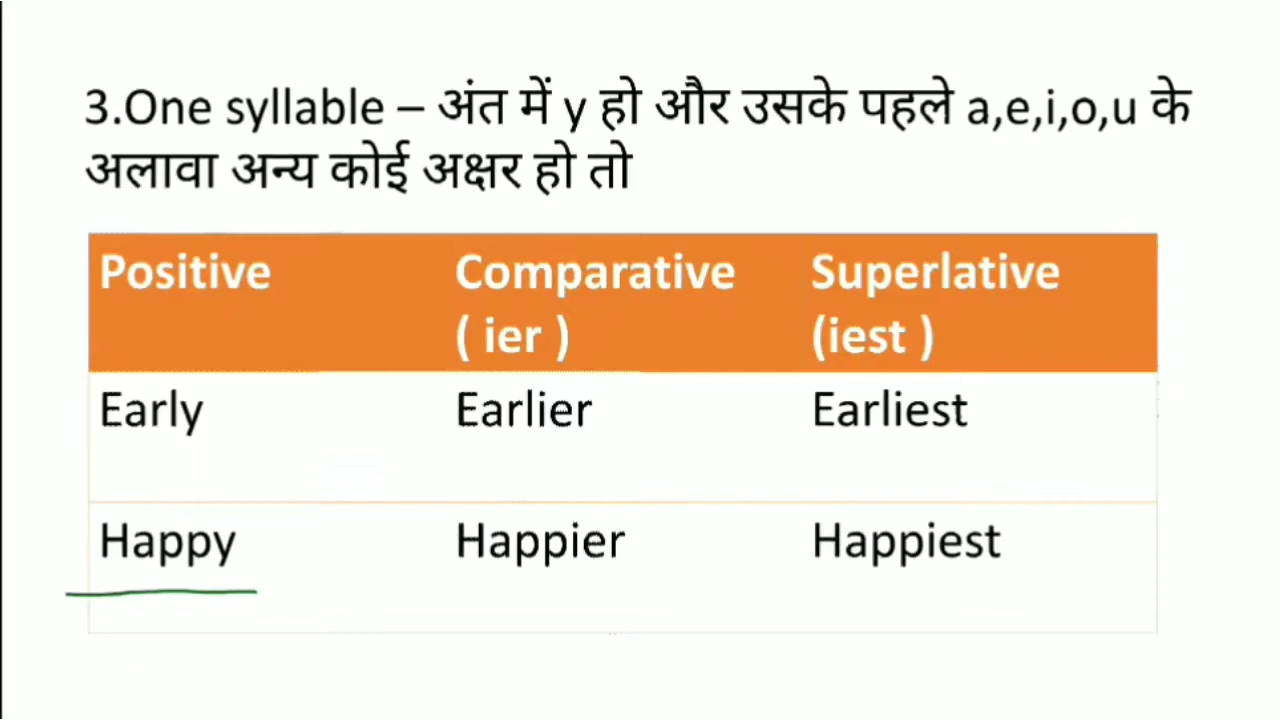 3.One syllable – अंत में y हो और उसके पहले a,e,i,o,u के
अलावा अन्य कोई अक्षर हो तो
Positive Comparative Superlative
( ier ) (iest )
Early Earlier Earliest
Happy Happier Happiest